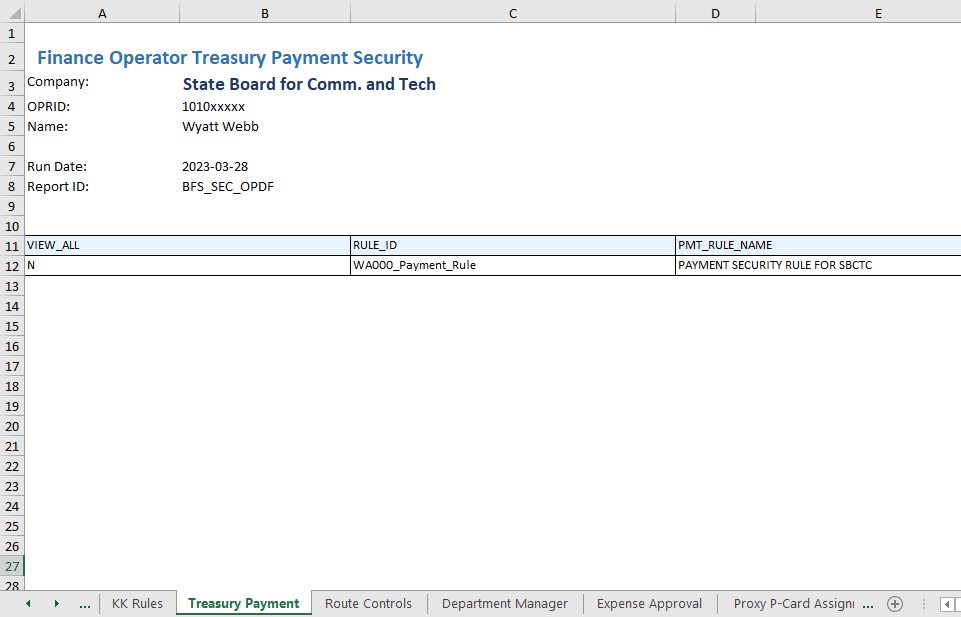 A B C D E
1
2 Finance Operator Treasury Payment Security
3 Company: State Board for Comm. and Tech
4 OPRID: 1010xxxxx
5 Name: Wyatt Webb
6
7 Run Date: 2023-03-28
8 Report ID: BFS_SEC_OPDF
9
10
11 VIEW_ALL RULE_ID PMT_RULE_NAME
12 N WA000_Payment_Rule PAYMENT SECURITY RULE FOR SBCTC
13
14
15
16
17
18
19
20
21
22
23
24
25
26
27
28
... KK Rules Treasury Payment Route Controls Department Manager Expense Approval Proxy P-Card Assign ...